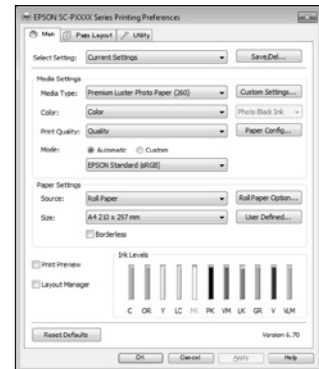 EPSON SC-PXXXX Series Printing Preferences
Main Page Layout Utility
Select Setting: Current Settings Save/Del...
Media Settings
Media Type: Premium Luster Photo Paper (260) Custom Settings...
Color: Color Photo Black Ink
Print Quality: Quality Paper Config...
Mode: Automatic Custom
EPSON Standard (sRGB)
Paper Settings
Source: Roll Paper Roll Paper Option...
Size: A4 210 x 297 mm User Defined...
Borderless
Ink Levels
Print Preview
Layout Manager
C OR Y LC MK PK VM LK GR V VLM
Reset Defaults Version 6.70
OK Cancel Apply Help